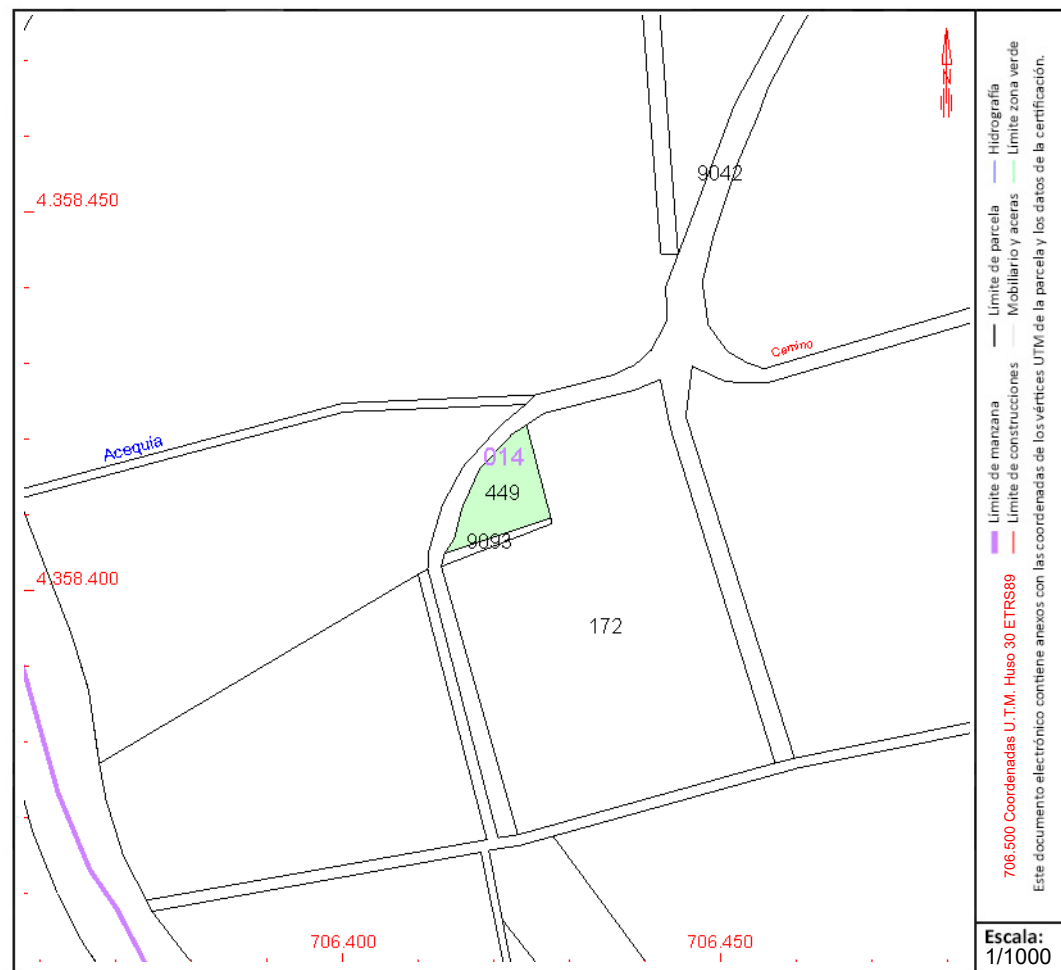 9042
4.358.450
Camino
Acequia
014
449
9093
4.358.400
172
706.400
706.450
N
Límite de manzana
Límite de parcela
Hidrografía
Límite de construcciones
Mobiliario y aceras
Límite zona verde
706.500 Coordenadas U.T.M. Huso 30 ETRS89
Este documento electrónico contiene anexos con las coordenadas de los vértices UTM de la parcela y los datos de la certificación.
Escala:
1/1000